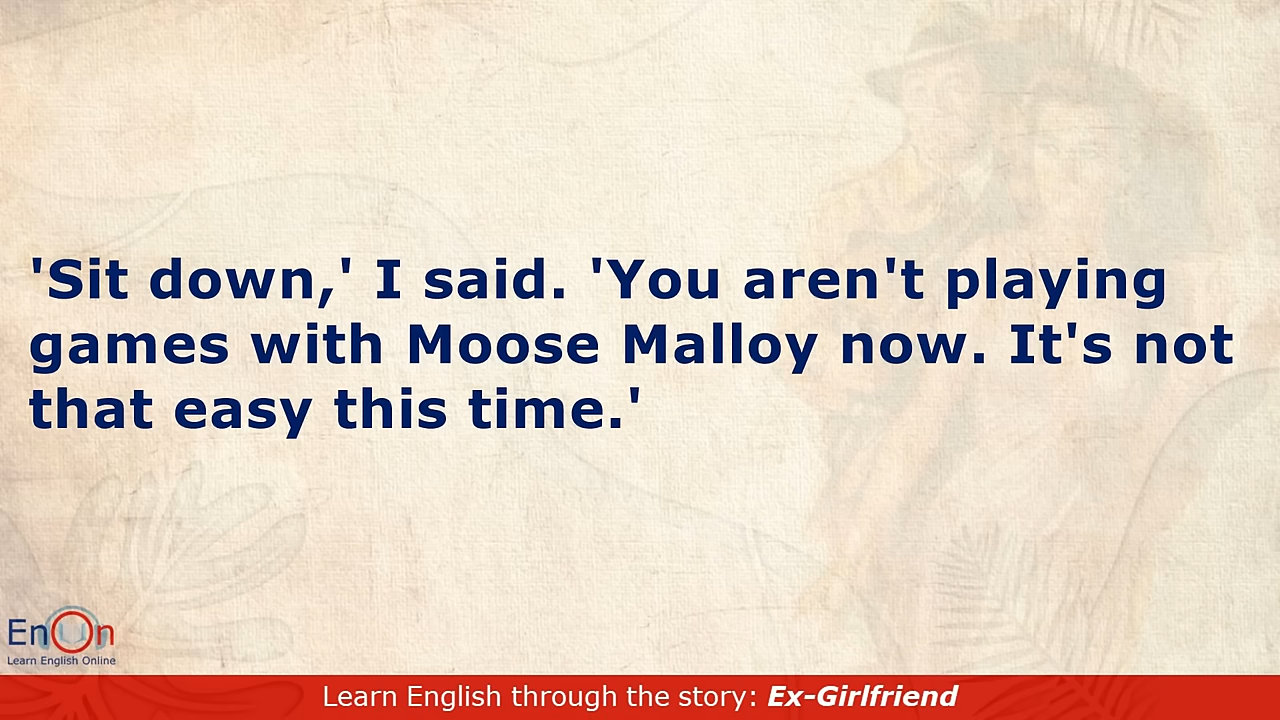 'Sit down,' I said. 'You aren't playing
games with Moose Malloy now. It's not
that easy this time.'
EnOn
Learn English Online
Learn English through the story: Ex-Girlfriend